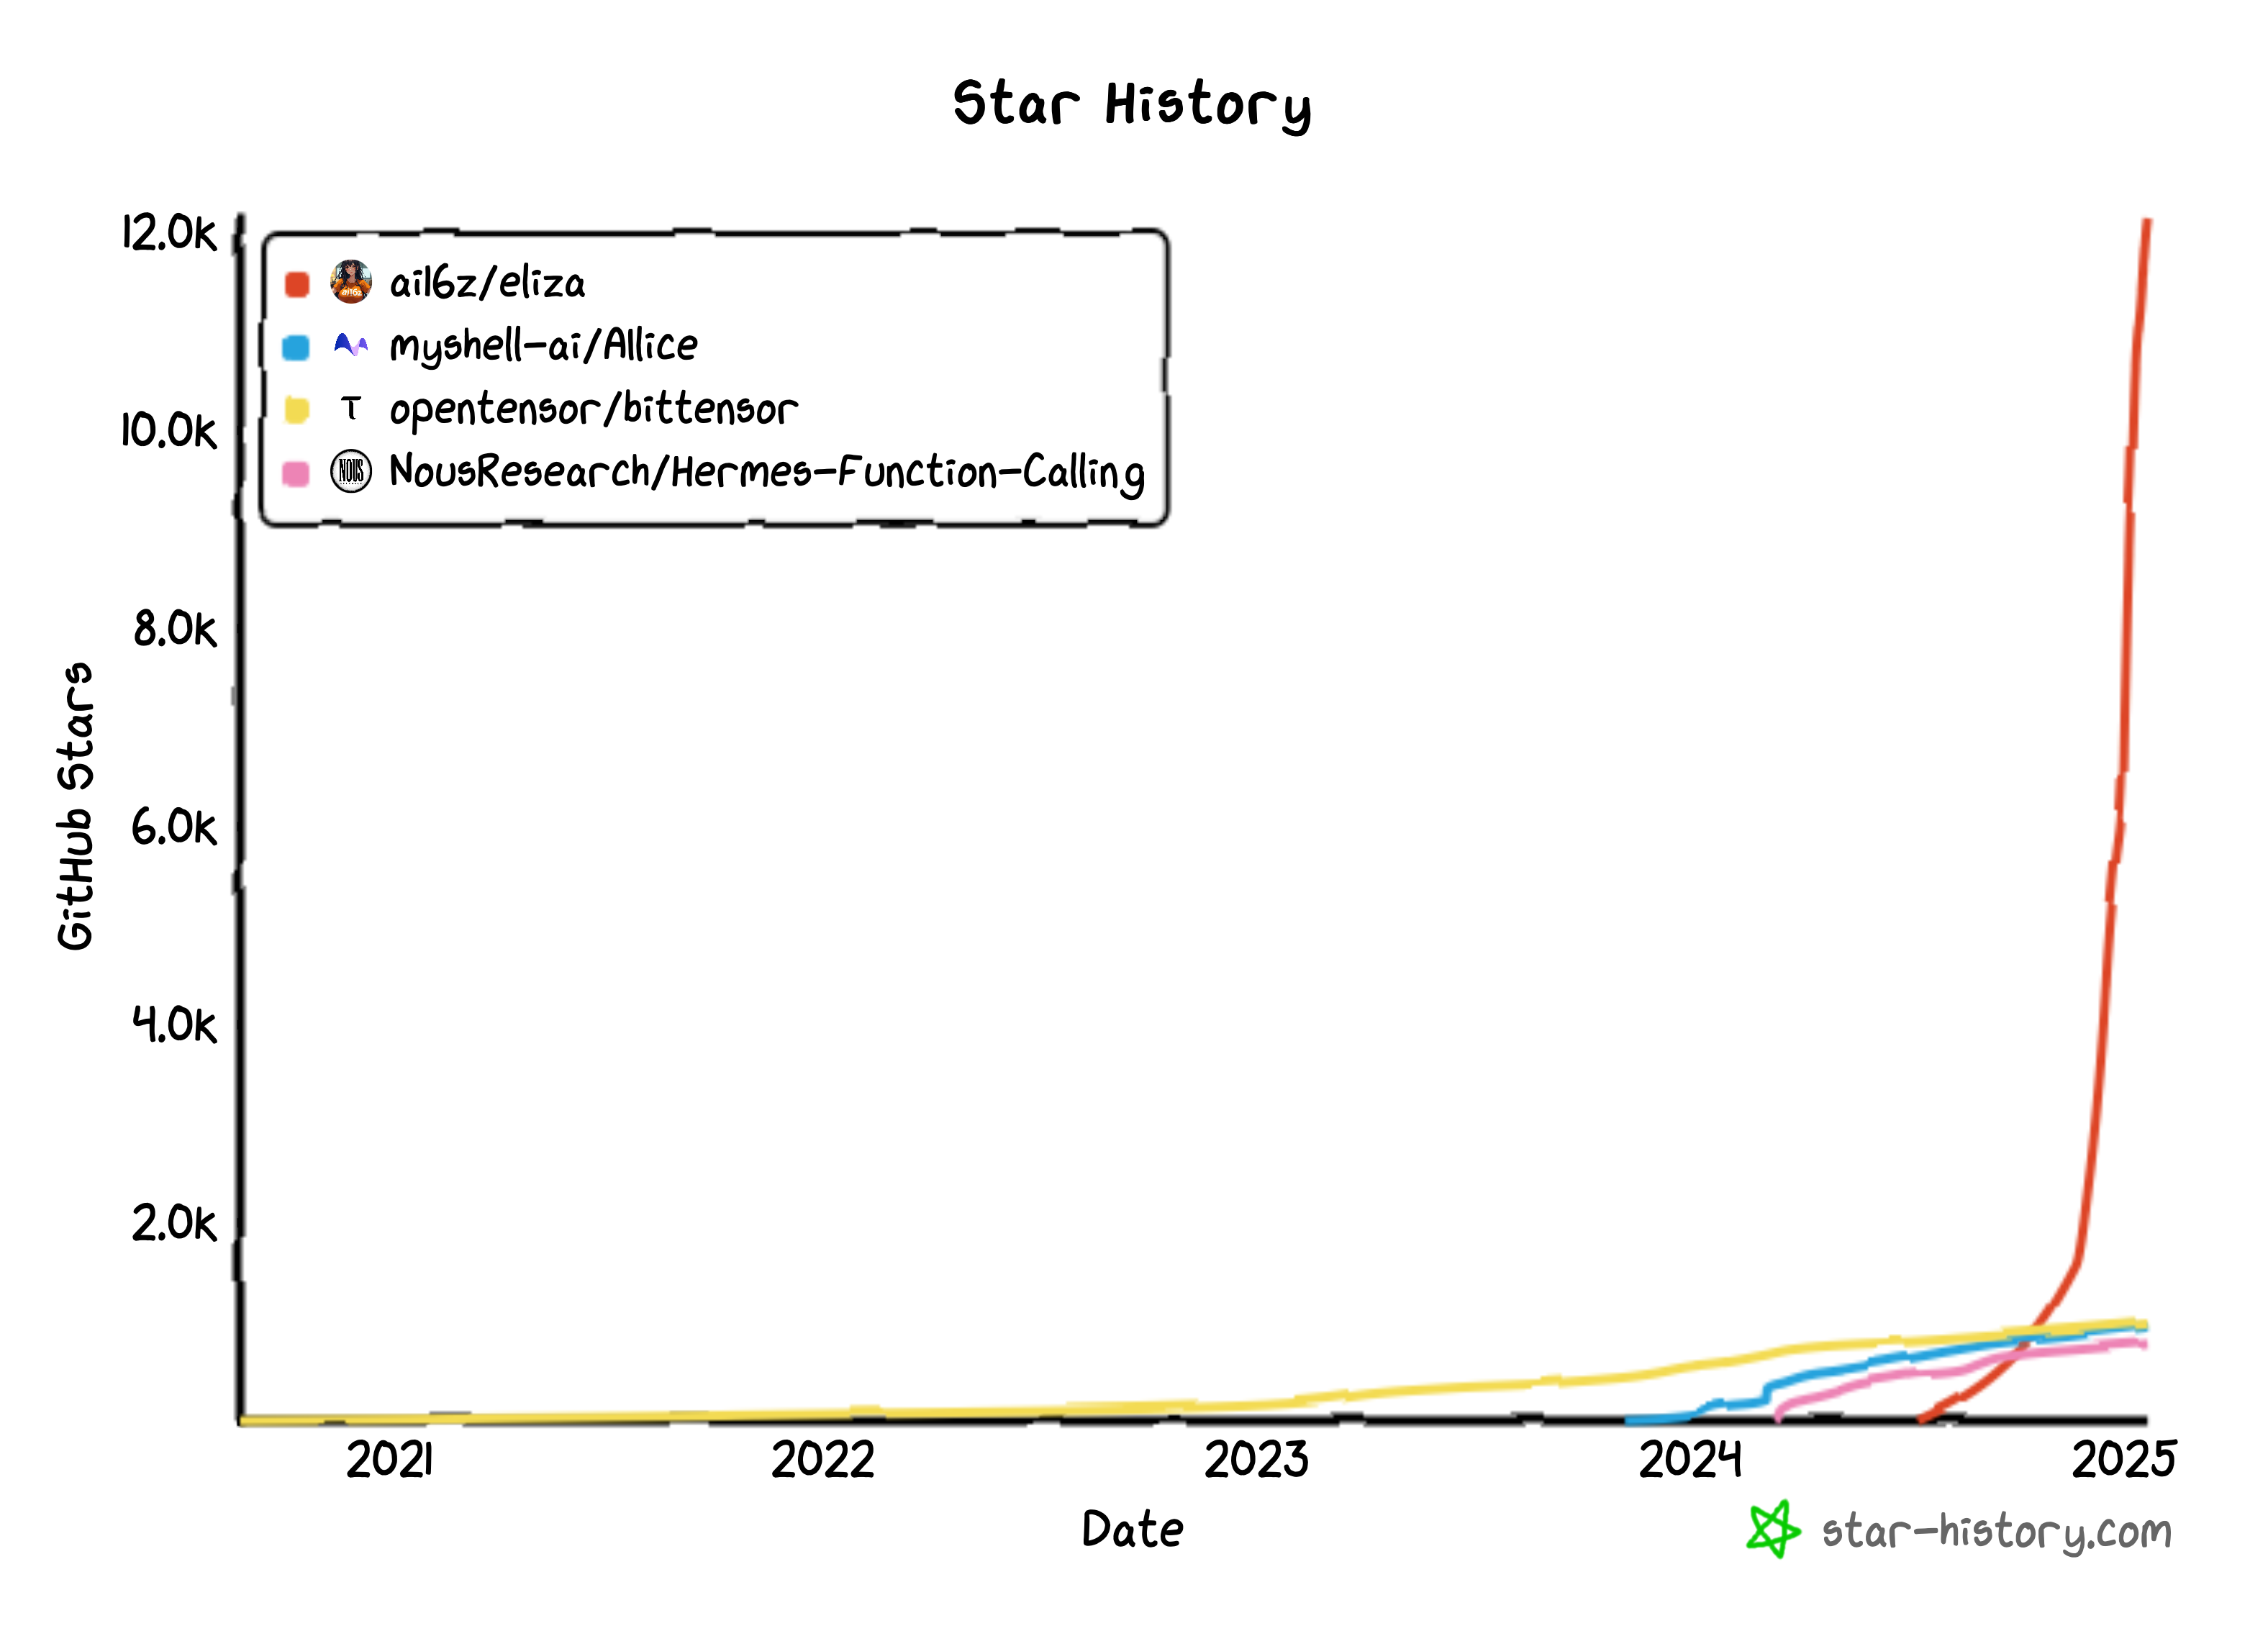 Star History
12.0k
10.0k
8.0k
6.0k
4.0k
2.0k
GitHub Stars
ai16z/eliza
myshell-ai/AIlice
T opentensor/bittensor
NOUS NousResearch/Hermes-Function-Calling
2021 2022 2023 2024 2025
Date
star-history.com